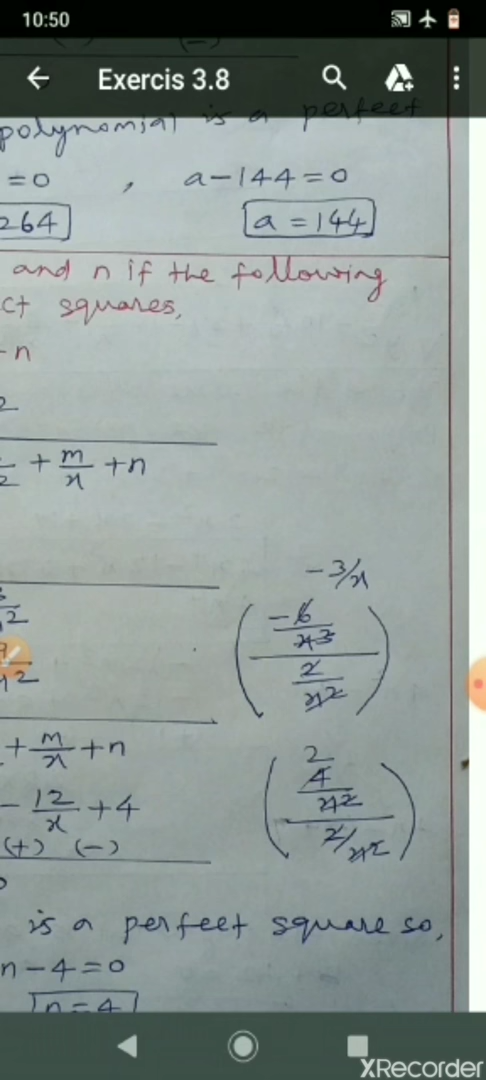 10:50
Exercis 3.8
polynomial is a perfect
= 0 , a - 144 = 0
264 a = 144
and n if the following
ct squares,
- n
2
+ m/x + n
- 3/x
(-6/x3 / 2/x2)
+ m/x + n
- 12/x + 4
(+) (-)
2
(4/x2 / 2/x2)
is a perfect square so,
n - 4 = 0
n = 4
XRecorder